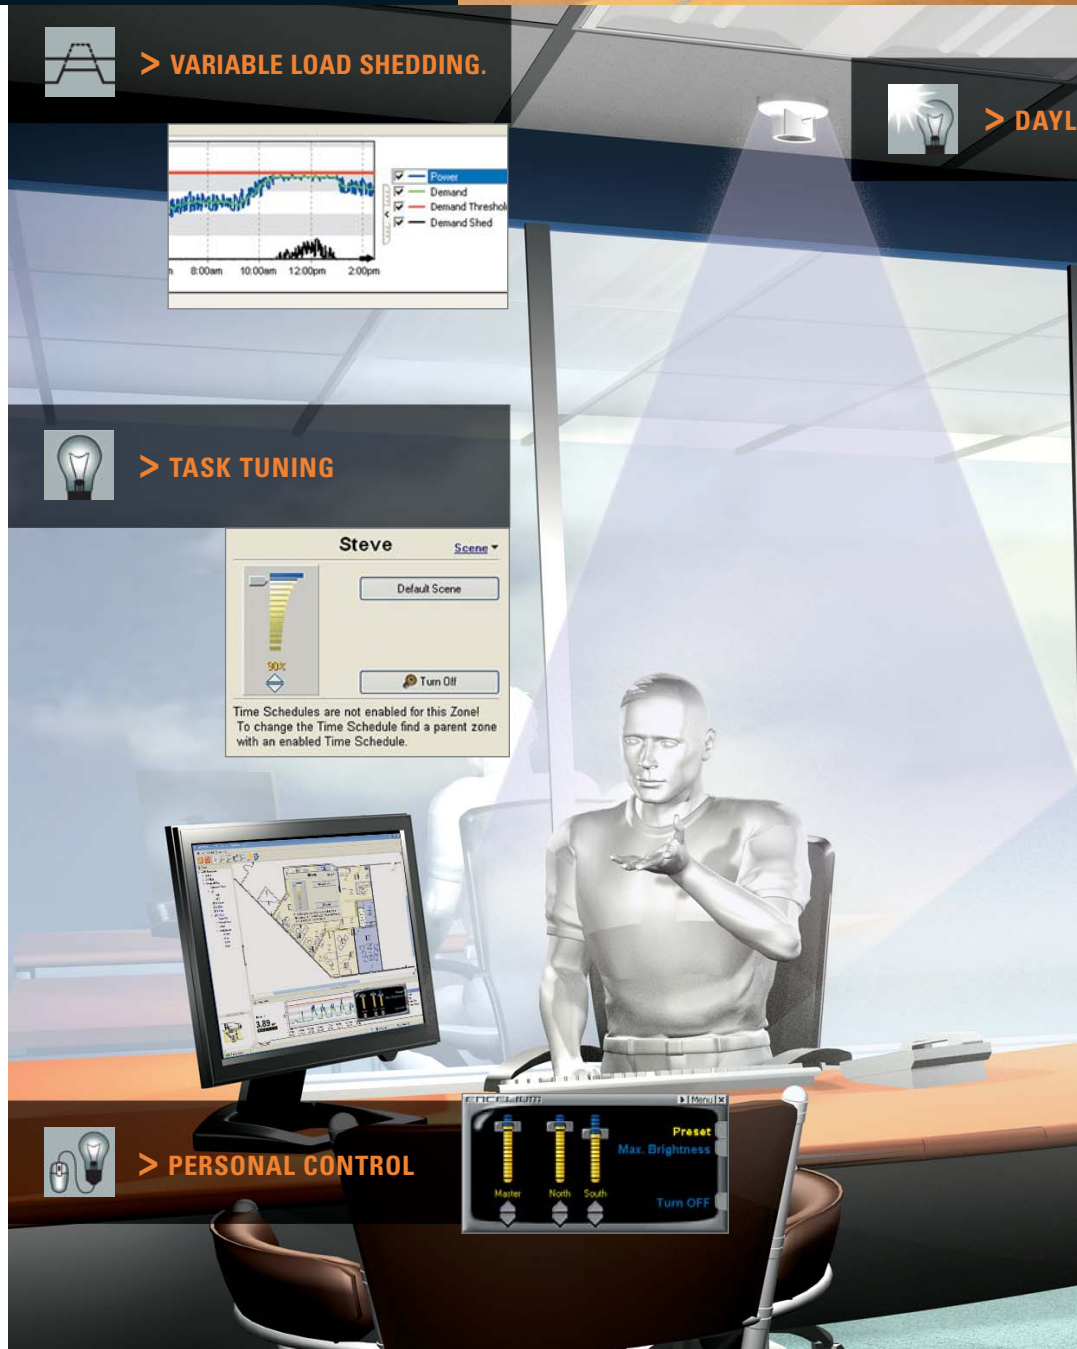 > VARIABLE LOAD SHEDDING.
> DAYL
Power
Demand
Demand Threshol
Demand Shed
8:00am 10:00am 12:00pm 2:00pm
> TASK TUNING
Steve
Scene
Default Scene
90%
Turn Off
Time Schedules are not enabled for this Zone!
To change the Time Schedule find a parent zone
with an enabled Time Schedule.
3.89
ENCELIUM
Menu X
Preset
Max. Brightness
Master North South
Turn OFF
> PERSONAL CONTROL